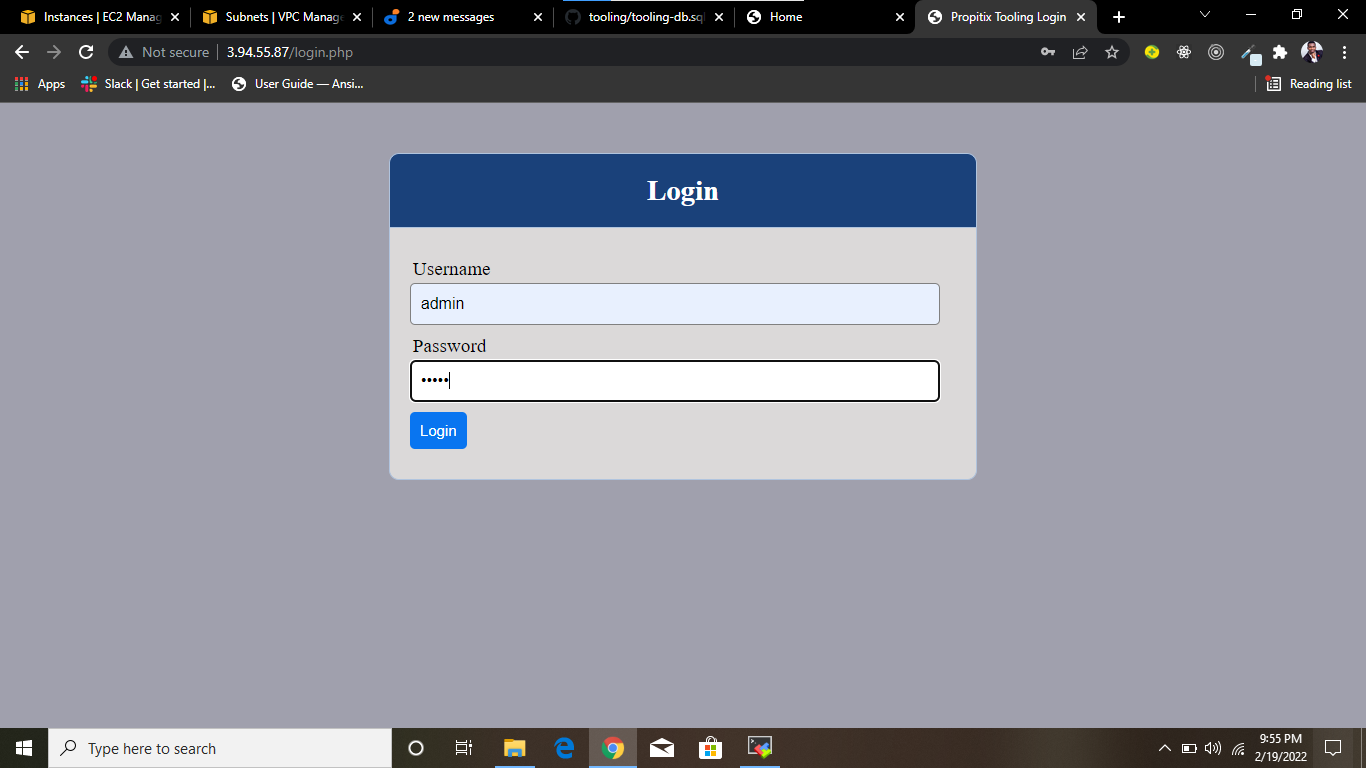 Instances | EC2 Manag
Subnets | VPC Manage
2 new messages
tooling/tooling-db.sql
Home
Propitix Tooling Login
Not secure
3.94.55.87/login.php
Apps
Slack | Get started |...
User Guide — Ansi...
Reading list
Login
Username
admin
Password
•••••
Login
Type here to search
9:55 PM
2/19/2022